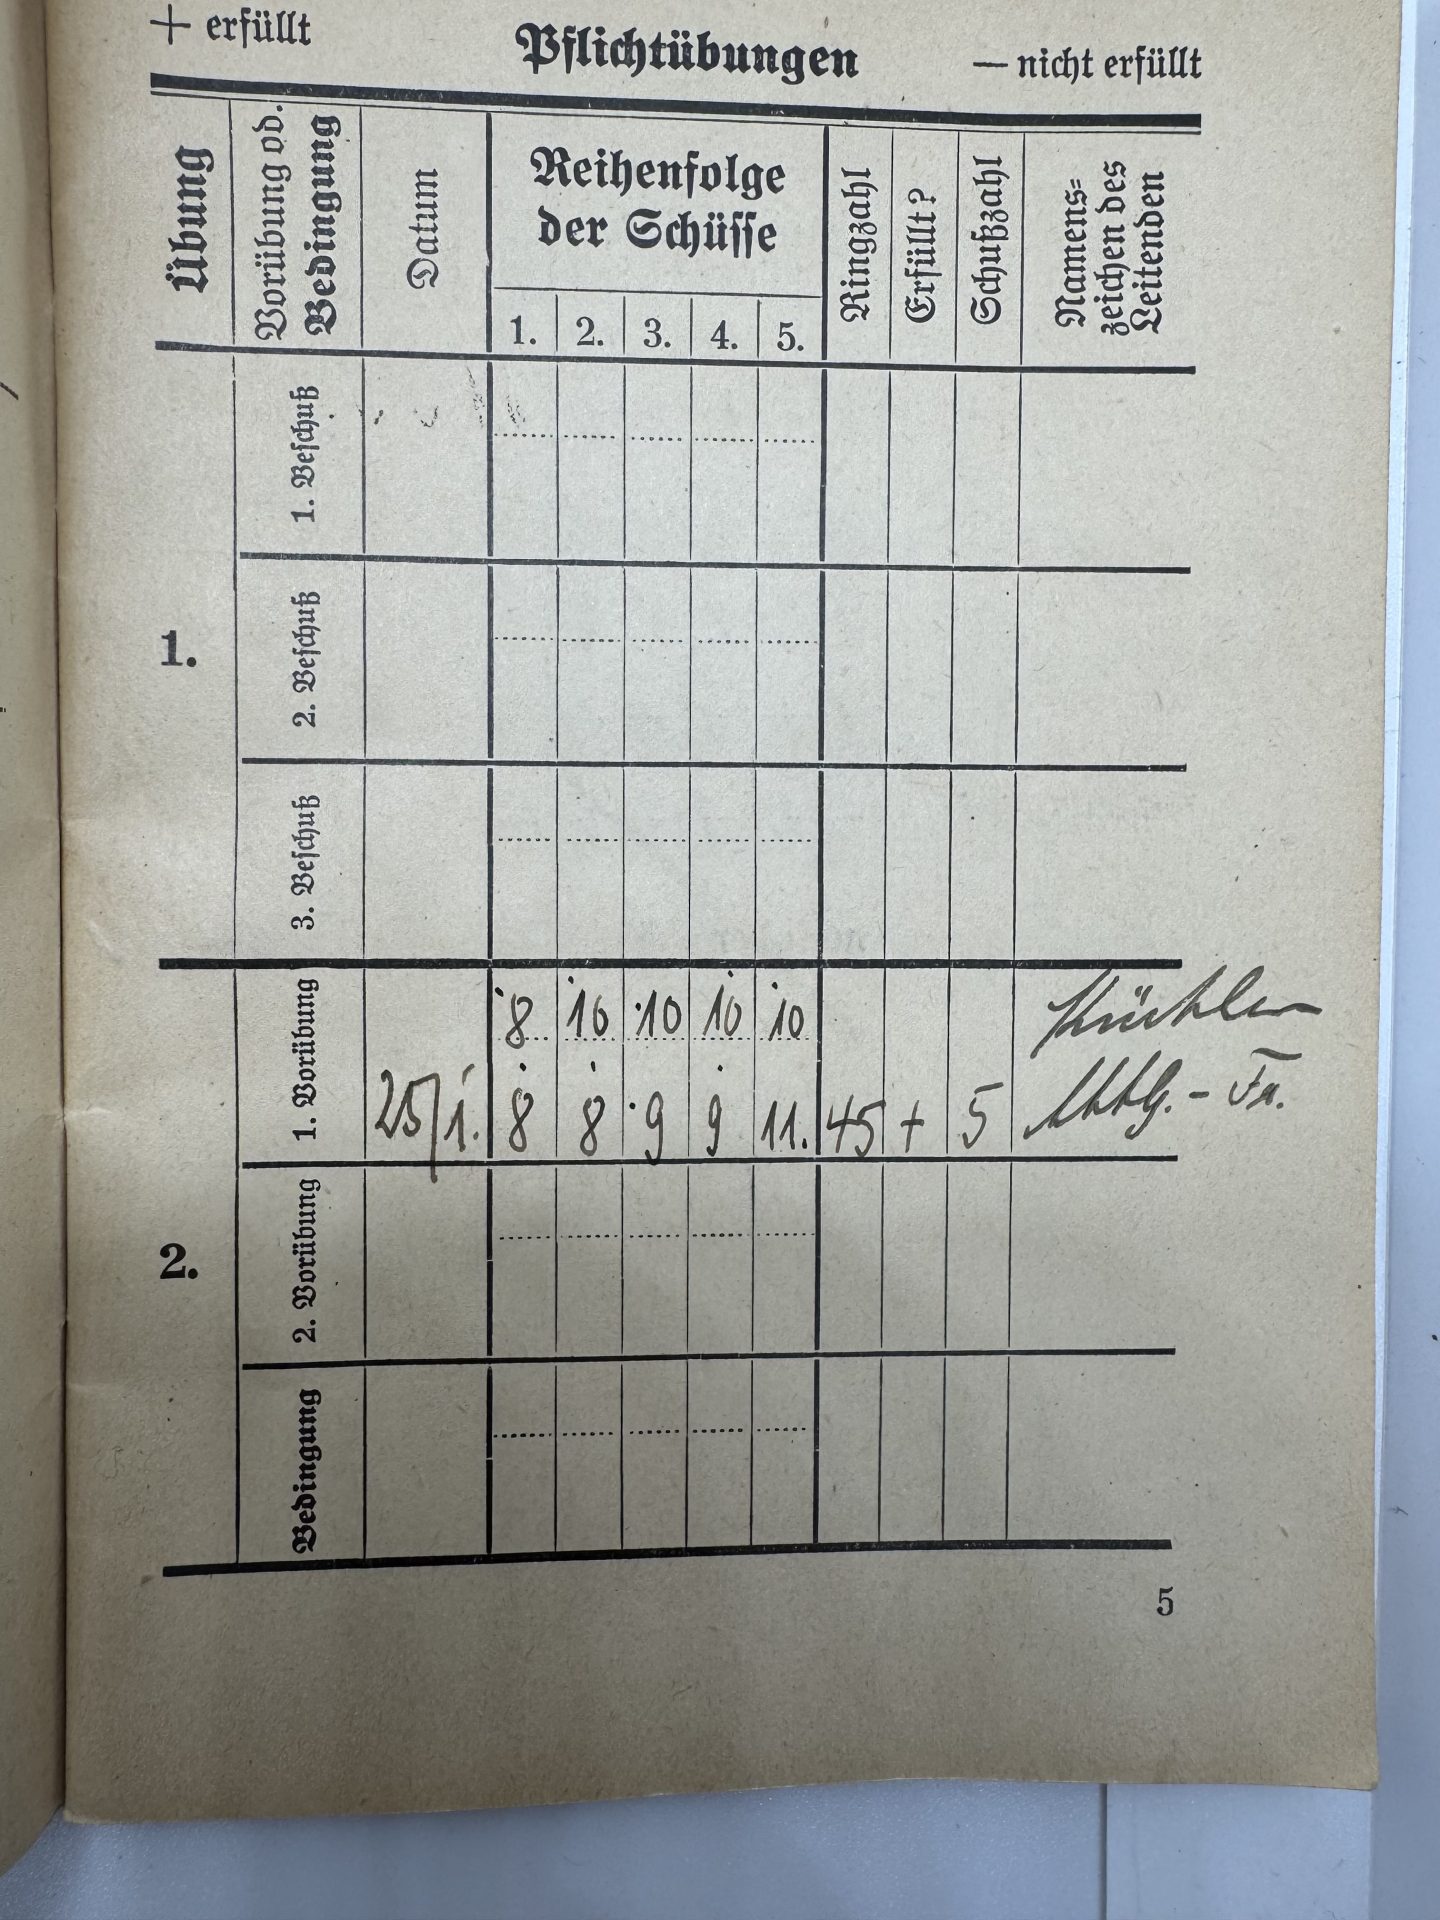 + erfüllt
Pflichtübungen
— nicht erfüllt
Übung
Vorübung od.
Bedingung
Datum
Reihenfolge
der Schüsse
1. 2. 3. 4. 5.
Ringzahl
Erfüllt?
Schußzahl
Namens=
zeichen des
Leitenden
1.
1. Beschuß
2. Beschuß
3. Beschuß
2.
1. Vorübung
8 10 10 10 10
25/1. 8 8 9 9 11. 45 + 5
2. Vorübung
Bedingung
5